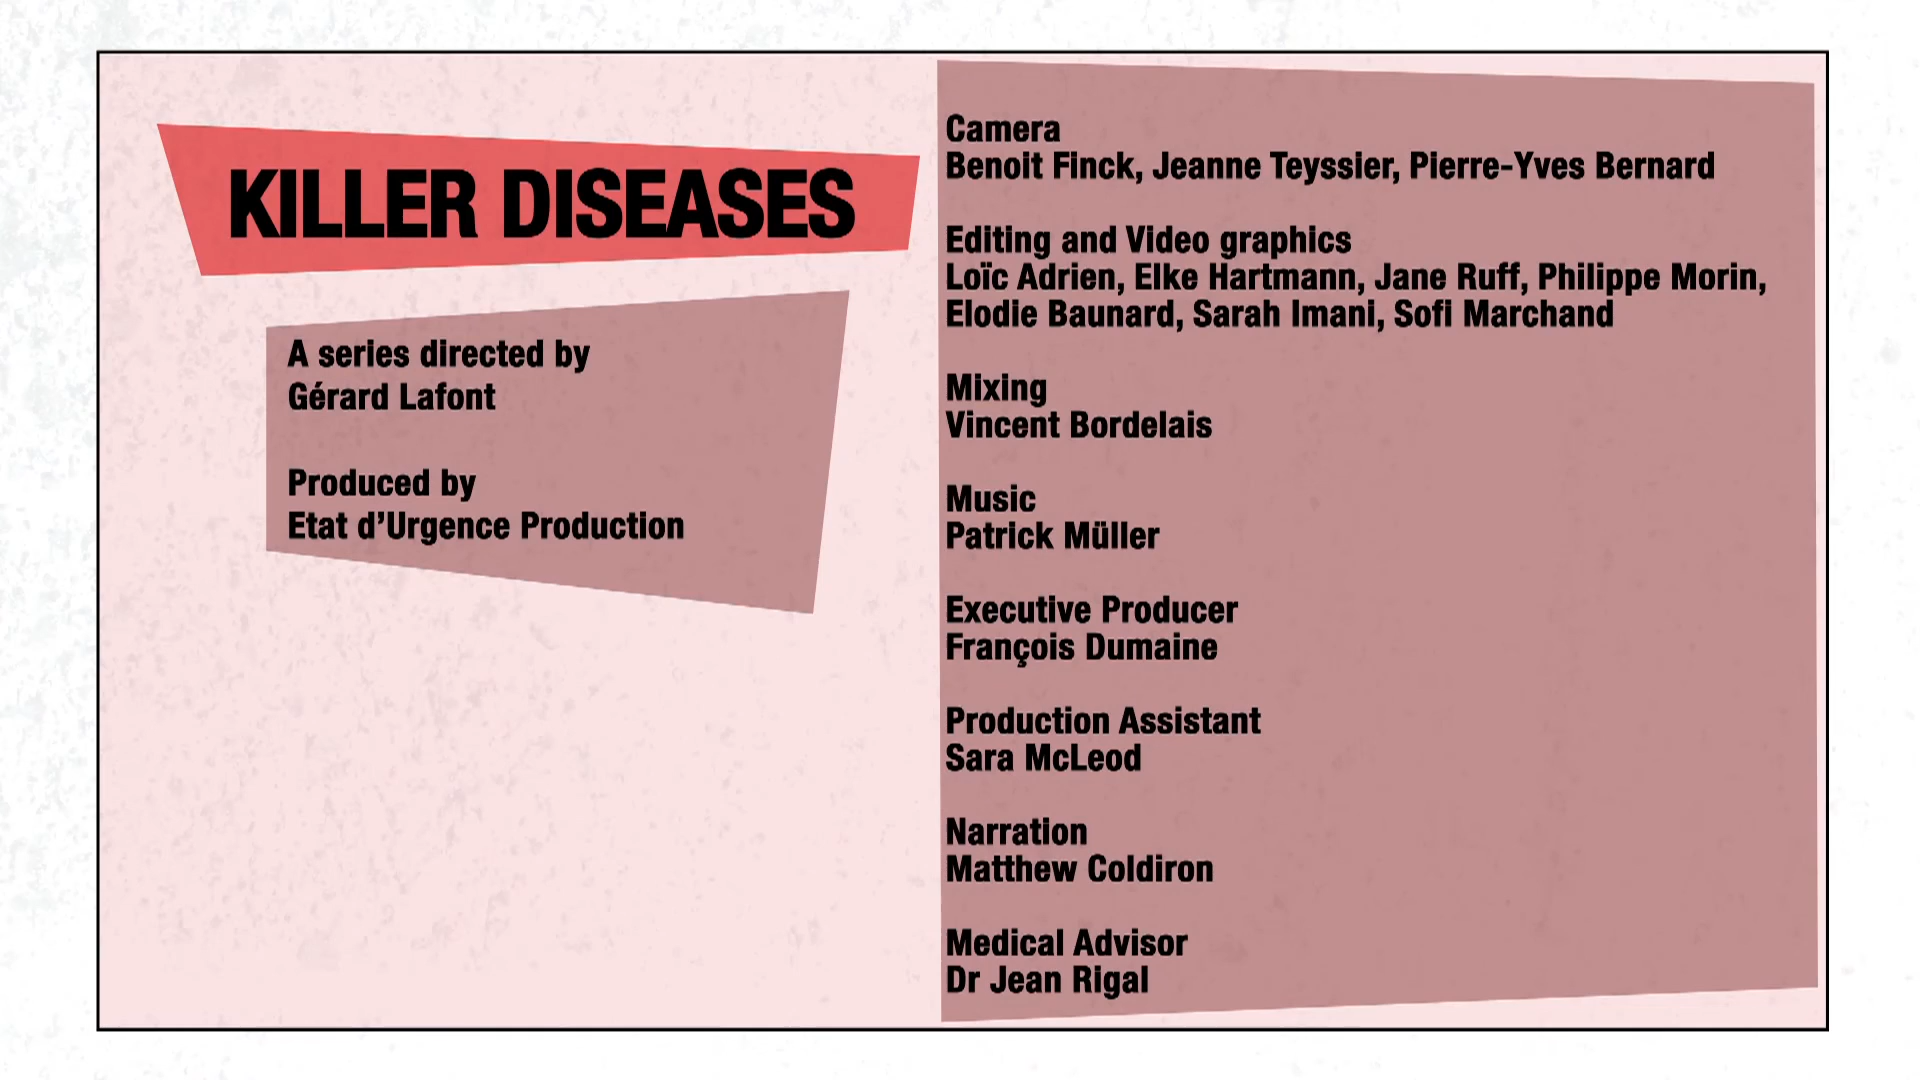 KILLER DISEASES
A series directed by
Gérard Lafont
Produced by
Etat d’Urgence Production
Camera
Benoit Finck, Jeanne Teyssier, Pierre-Yves Bernard
Editing and Video graphics
Loïc Adrien, Elke Hartmann, Jane Ruff, Philippe Morin,
Elodie Baunard, Sarah Imani, Sofi Marchand
Mixing
Vincent Bordelais
Music
Patrick Müller
Executive Producer
François Dumaine
Production Assistant
Sara McLeod
Narration
Matthew Coldiron
Medical Advisor
Dr Jean Rigal